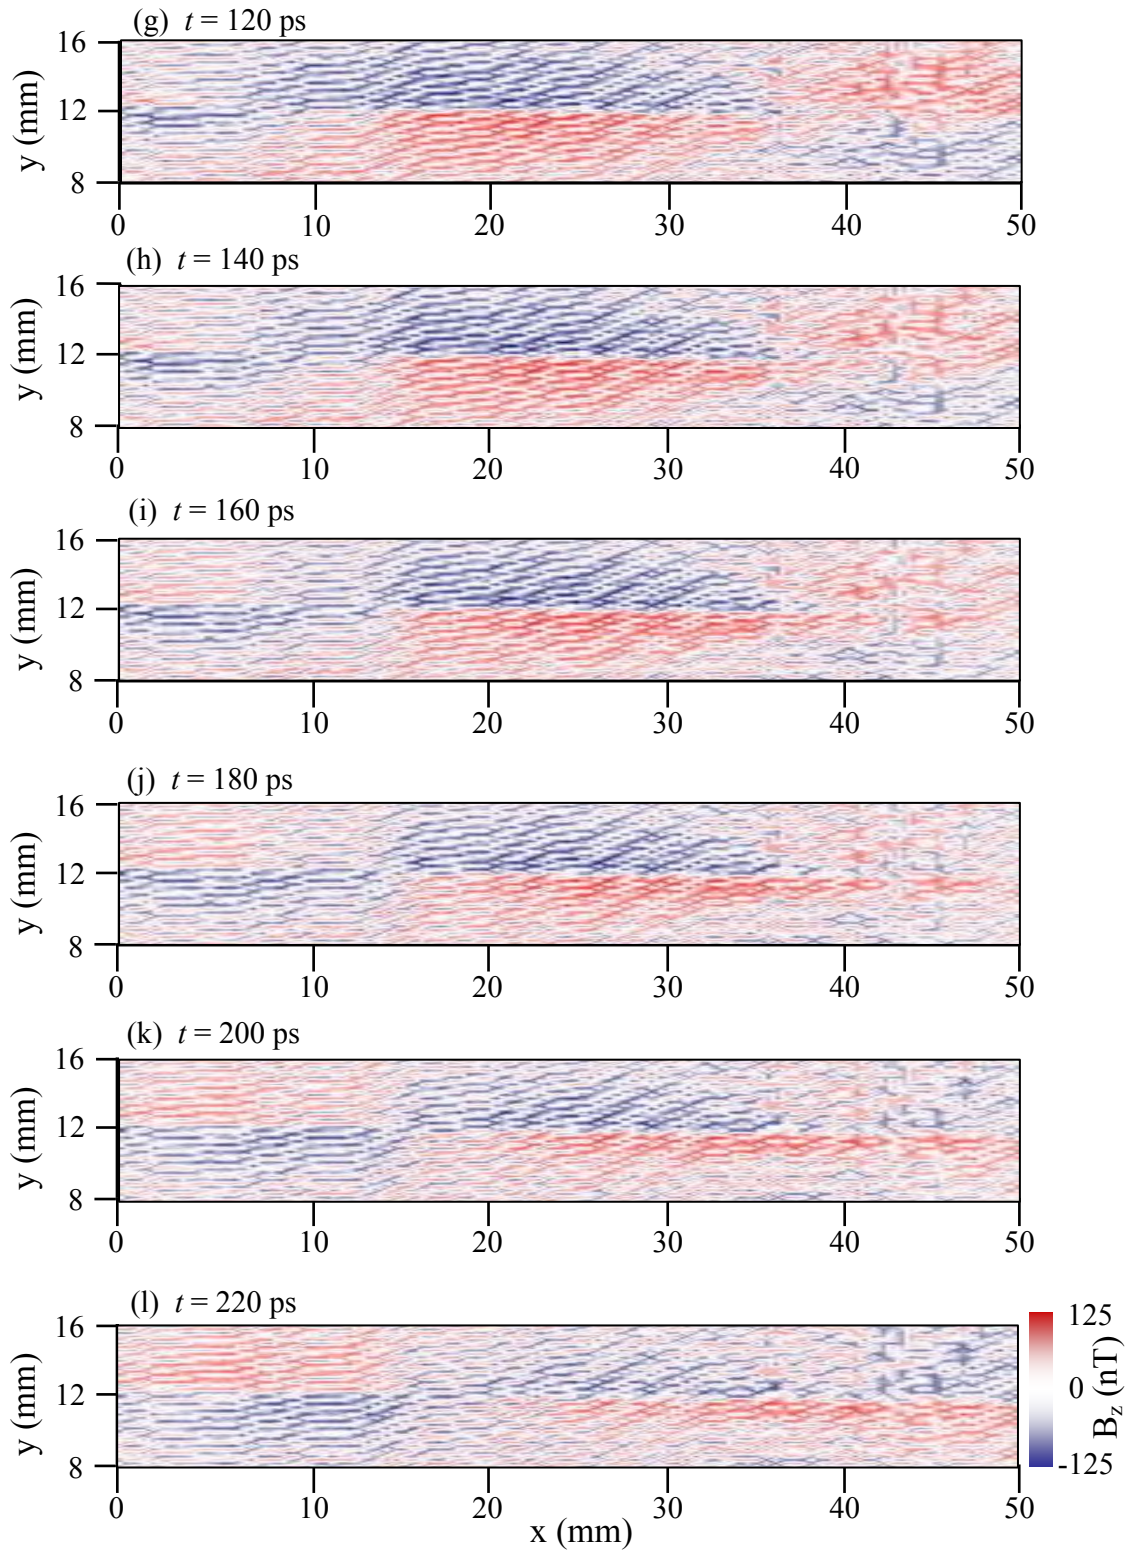 (g) t = 120 ps
16
12
8
y (mm)
0 10 20 30 40 50
(h) t = 140 ps
16
12
8
y (mm)
0 10 20 30 40 50
(i) t = 160 ps
16
12
8
y (mm)
0 10 20 30 40 50
(j) t = 180 ps
16
12
8
y (mm)
0 10 20 30 40 50
(k) t = 200 ps
16
12
8
y (mm)
0 10 20 30 40 50
(l) t = 220 ps
16
12
8
y (mm)
125
0
-125
B_z (nT)
0 10 20 30 40 50
x (mm)